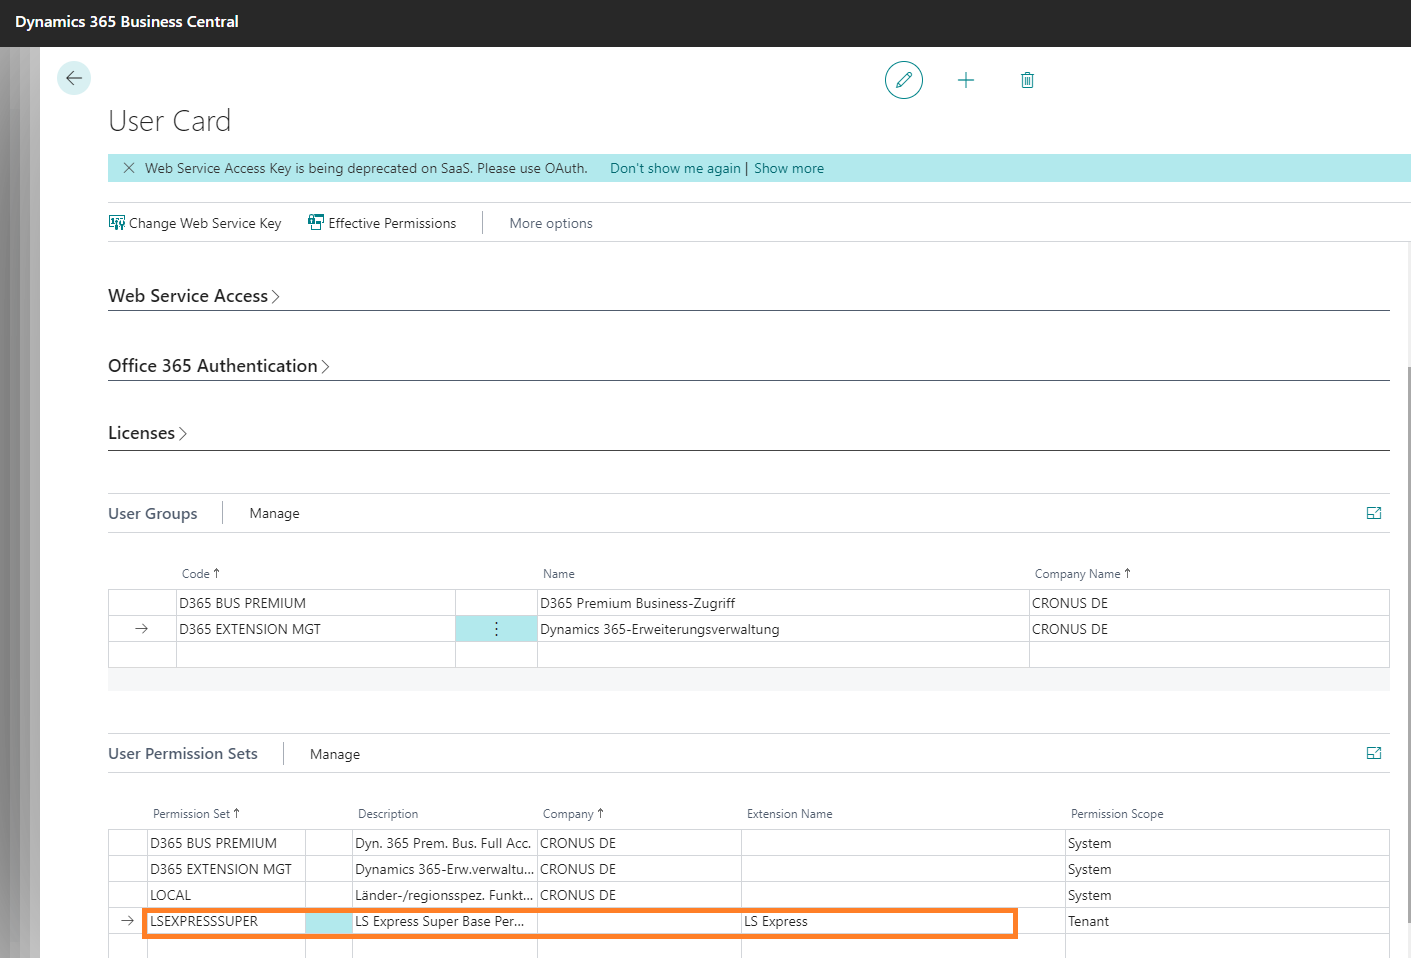 Dynamics 365 Business Central
User Card
Web Service Access Key is being deprecated on SaaS. Please use OAuth. Don't show me again | Show more
Change Web Service Key Effective Permissions More options
Web Service Access
Office 365 Authentication
Licenses
User Groups Manage
Code ↑ Name Company Name ↑
D365 BUS PREMIUM D365 Premium Business-Zugriff CRONUS DE
D365 EXTENSION MGT Dynamics 365-Erweiterungsverwaltung CRONUS DE
User Permission Sets Manage
Permission Set ↑ Description Company ↑ Extension Name Permission Scope
D365 BUS PREMIUM Dyn. 365 Prem. Bus. Full Acc. CRONUS DE System
D365 EXTENSION MGT Dynamics 365-Erw.verwaltu... CRONUS DE System
LOCAL Länder-/regionsspez. Funkt... CRONUS DE System
LSEXPRESSSUPER LS Express Super Base Per... LS Express Tenant